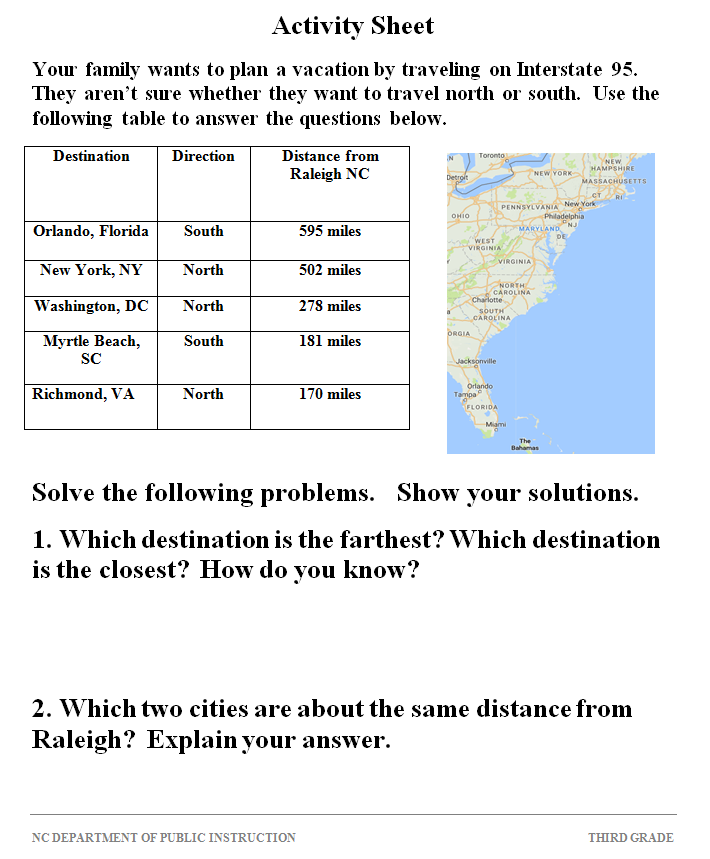 Activity Sheet
Your family wants to plan a vacation by traveling on Interstate 95.
They aren't sure whether they want to travel north or south. Use the
following table to answer the questions below.
Destination Direction Distance from
Raleigh NC
Orlando, Florida South 595 miles
New York, NY North 502 miles
Washington, DC North 278 miles
Myrtle Beach, South 181 miles
SC
Richmond, VA North 170 miles
Toronto
NEW
HAMPSHIRE
Detroit
NEW YORK
MASSACHUSETTS
CT RI
PENNSYLVANIA New York
OHIO
Philadelphia
NJ
MARYLAND
DE
WEST
VIRGINIA
VIRGINIA
NORTH
CAROLINA
Charlotte
SOUTH
CAROLINA
ORGIA
Jacksonville
Orlando
Tampa
FLORIDA
Miami
The
Bahamas
Solve the following problems. Show your solutions.
1. Which destination is the farthest? Which destination
is the closest? How do you know?
2. Which two cities are about the same distance from
Raleigh? Explain your answer.
NC DEPARTMENT OF PUBLIC INSTRUCTION THIRD GRADE